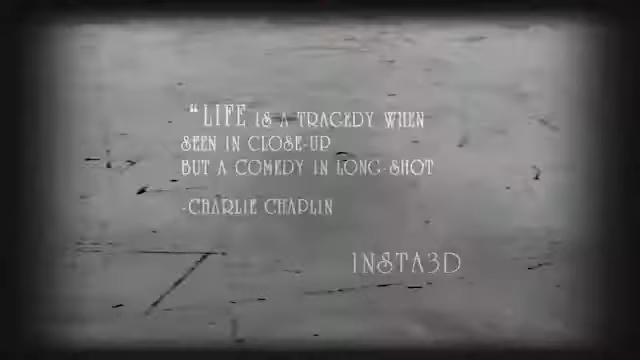 “LIFE IS A TRAGEDY WHEN
SEEN IN CLOSE-UP
BUT A COMEDY IN LONG-SHOT
-CHARLIE CHAPLIN
INSTA3D